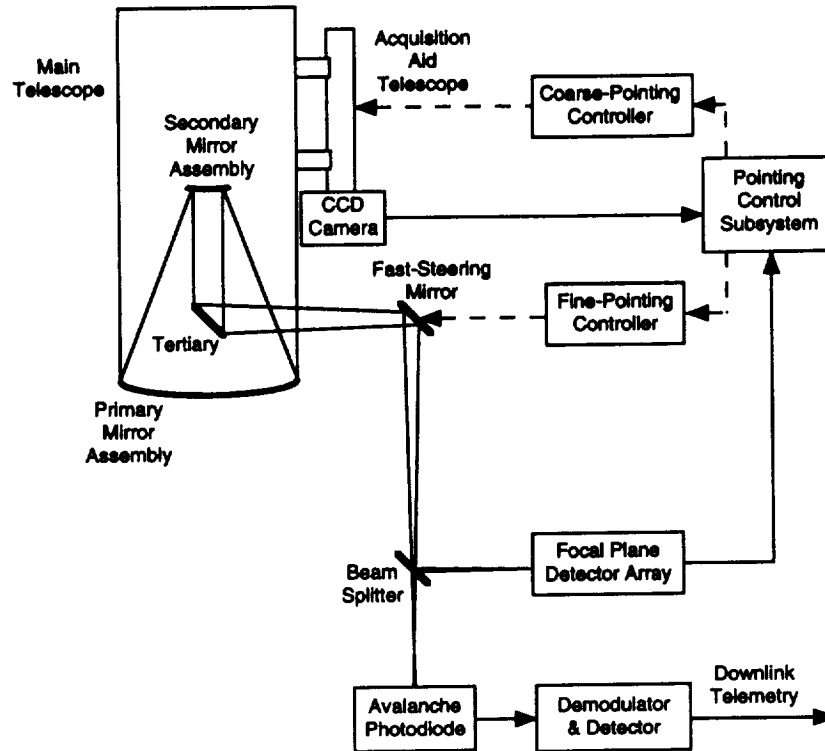 Main
Telescope
Acquisition
Aid
Telescope
Coarse-Pointing
Controller
Secondary
Mirror
Assembly
CCD
Camera
Pointing
Control
Subsystem
Fast-Steering
Mirror
Fine-Pointing
Controller
Tertiary
Primary
Mirror
Assembly
Beam
Splitter
Focal Plane
Detector Array
Avalanche
Photodiode
Demodulator
& Detector
Downlink
Telemetry